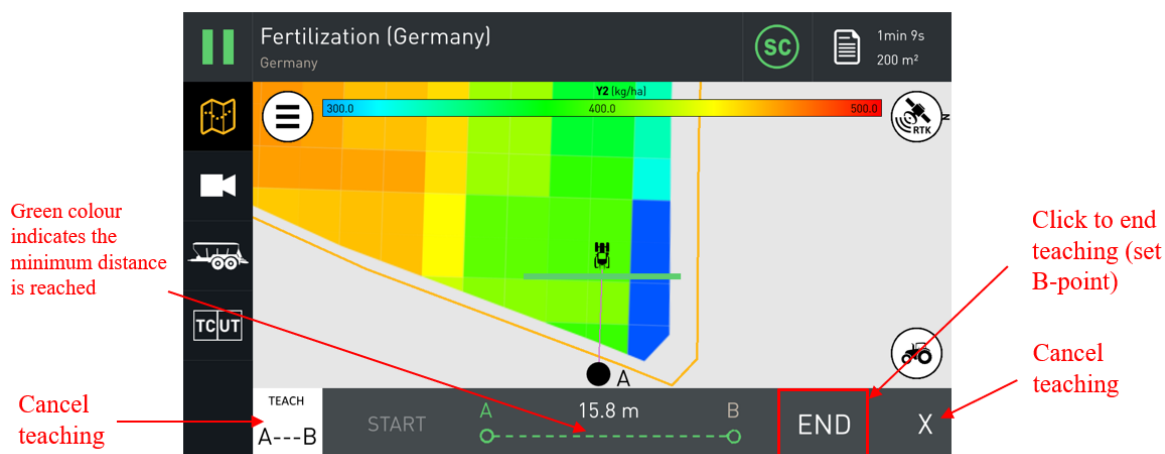 Fertilization (Germany)
Germany
SC
1min 9s
200 m²
Y2 (kg/ha)
300.0 400.0 500.0
RTK
N
Green colour
indicates the
minimum distance
is reached
Click to end
teaching (set
B-point)
TC UT
A
Cancel
teaching
Cancel
teaching
TEACH
A---B
START
A 15.8 m B
END
X